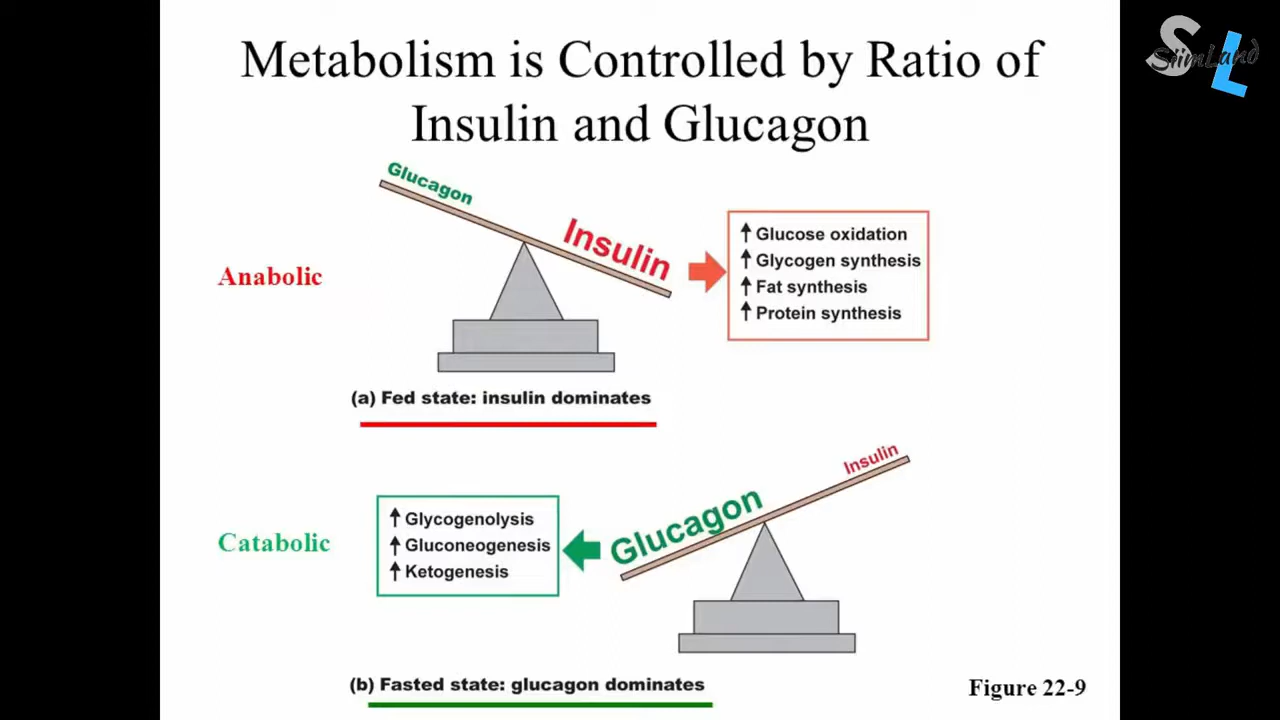 Metabolism is Controlled by Ratio of
Insulin and Glucagon
Glucagon
Insulin
Anabolic
↑ Glucose oxidation
↑ Glycogen synthesis
↑ Fat synthesis
↑ Protein synthesis
(a) Fed state: insulin dominates
Insulin
Glucagon
Catabolic
↑ Glycogenolysis
↑ Gluconeogenesis
↑ Ketogenesis
(b) Fasted state: glucagon dominates
Figure 22-9
SL
SiimLand